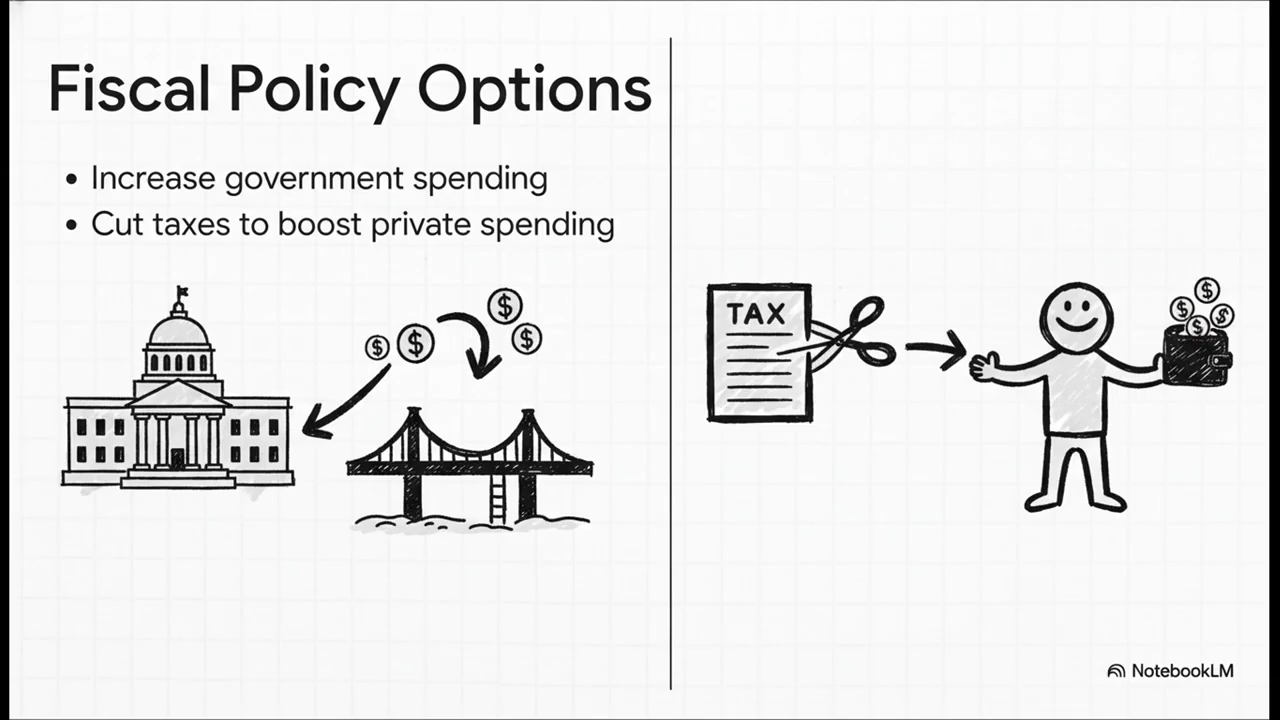 Fiscal Policy Options
• Increase government spending
• Cut taxes to boost private spending
$ $ $ $
TAX
$ $ $ $
NotebookLM